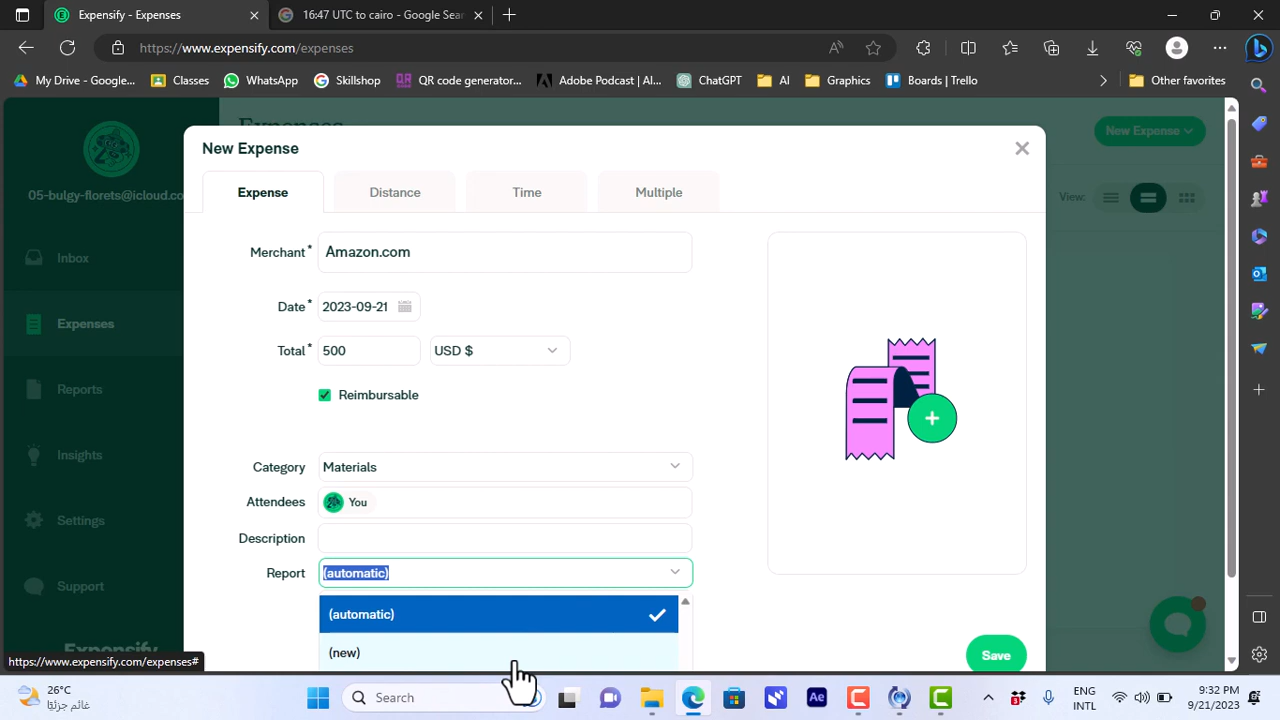 Expensify - Expenses
16:47 UTC to cairo - Google Sear
https://www.expensify.com/expenses
My Drive - Google...
Classes
WhatsApp
Skillshop
QR code generator...
Adobe Podcast | Al...
ChatGPT
AI
Graphics
Boards | Trello
Other favorites
Expenses
New Expense
05-bulgy-florets@icloud.co
View:
Inbox
Expenses
Reports
Insights
Settings
Support
Expensify
New Expense
Expense
Distance
Time
Multiple
Merchant*
Amazon.com
Date*
2023-09-21
Total*
500
USD $
Reimbursable
Category
Materials
Attendees
You
Description
Report
(automatic)
(automatic)
(new)
Save
https://www.expensify.com/expenses#
26°C
غائم جزئيًا
Search
Ae
ENG
INTL
9:32 PM
9/21/2023